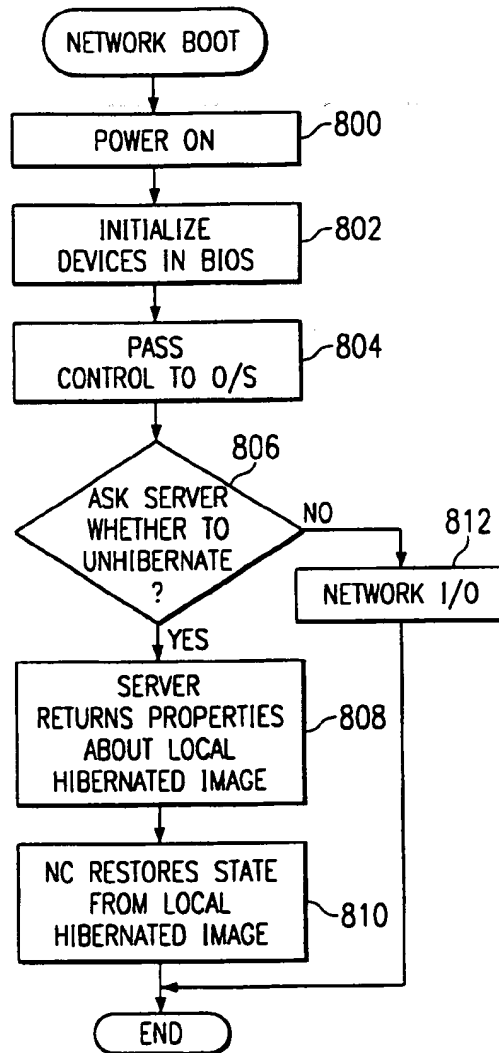 NETWORK BOOT
POWER ON
800
INITIALIZE
DEVICES IN BIOS
802
PASS
CONTROL TO O/S
804
806
ASK SERVER
WHETHER TO
UNHIBERNATE
?
NO
812
NETWORK I/O
YES
SERVER
RETURNS PROPERTIES
ABOUT LOCAL
HIBERNATED IMAGE
808
NC RESTORES STATE
FROM LOCAL
HIBERNATED IMAGE
810
END